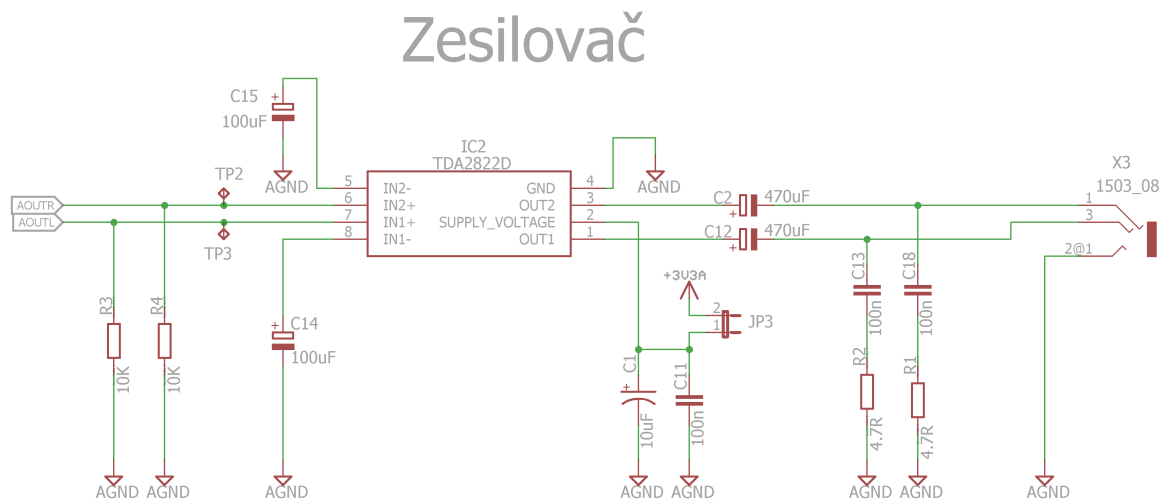 Zesilovač
C15
100uF
AGND
AOUTR
AOUTL
TP2
TP3
IC2
TDA2822D
5
6
7
8
IN2-
IN2+
IN1+
IN1-
GND
OUT2
SUPPLY_VOLTAGE
OUT1
4
3
2
1
AGND
C2
470uF
C12
470uF
X3
1503_08
1
3
2@1
+3V3A
2
1
JP3
C13
100n
C18
100n
R3
10K
R4
10K
C14
100uF
C1
10uF
C11
100n
R2
4.7R
R1
4.7R
AGND
AGND
AGND
AGND
AGND
AGND
AGND
AGND